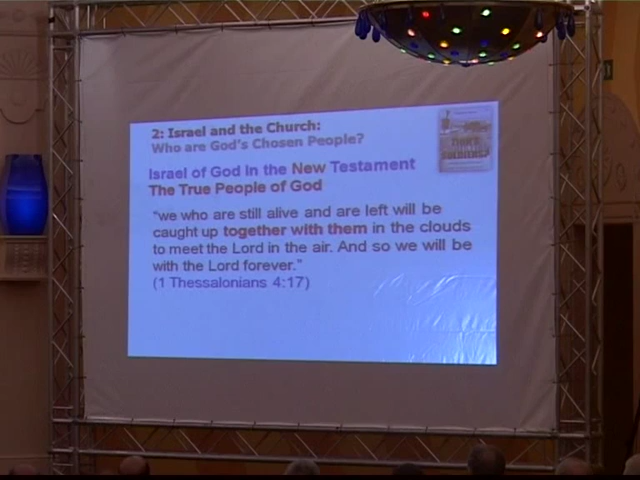 2: Israel and the Church:
Who are God's Chosen People?
Israel of God in the New Testament
The True People of God
"we who are still alive and are left will be
caught up together with them in the clouds
to meet the Lord in the air. And so we will be
with the Lord forever."
(1 Thessalonians 4:17)